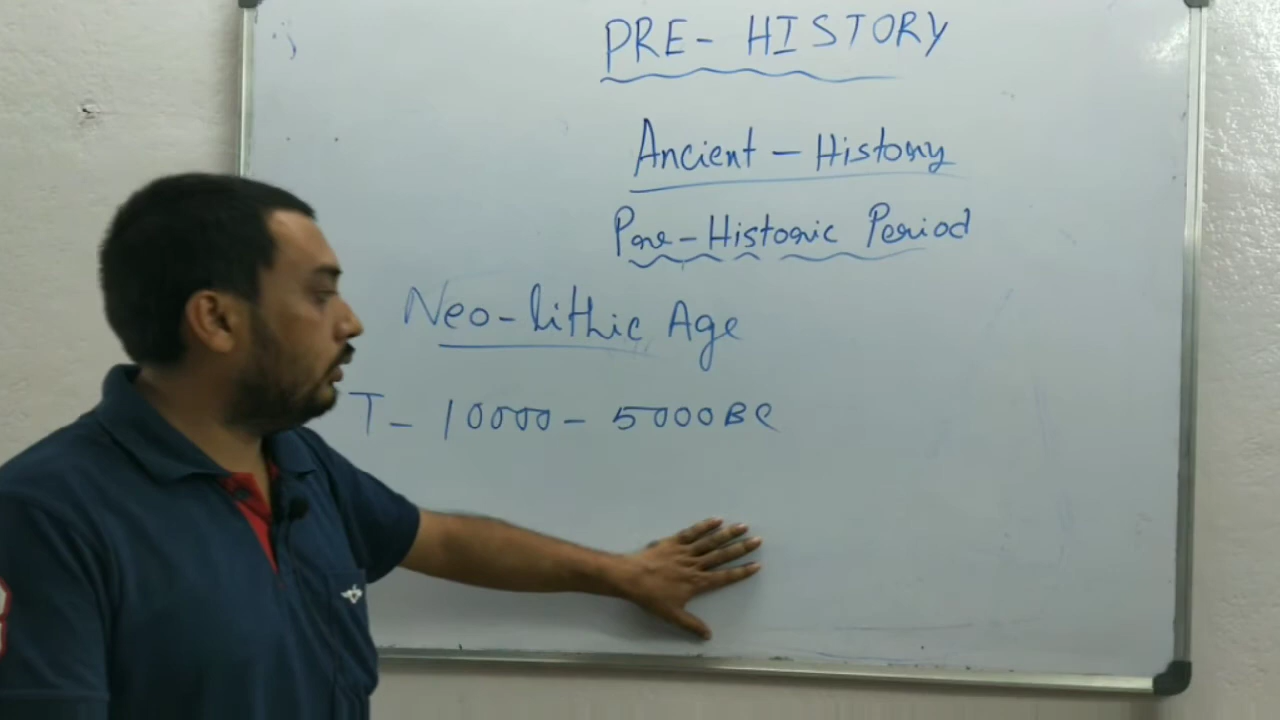 PRE- HISTORY
Ancient - History
Pre-Historic Period
Neo-lithic Age
T- 10000- 5000BC